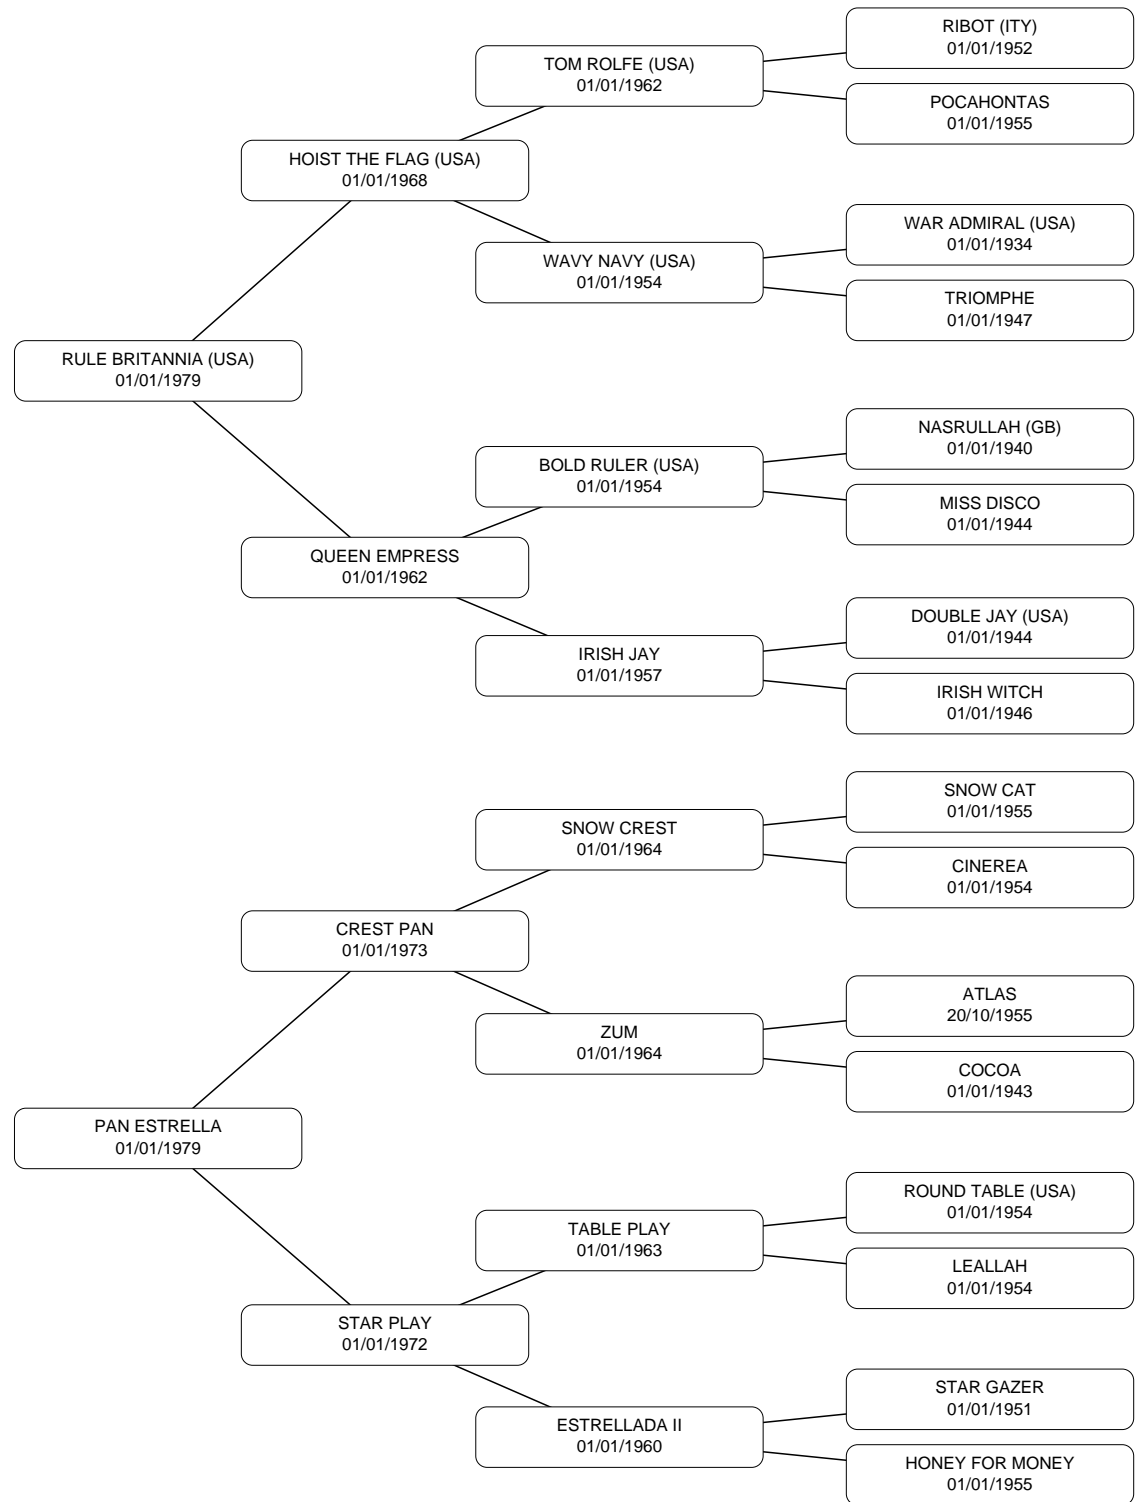 RIBOT (ITY)
01/01/1952
TOM ROLFE (USA)
01/01/1962
POCAHONTAS
01/01/1955
HOIST THE FLAG (USA)
01/01/1968
WAR ADMIRAL (USA)
01/01/1934
WAVY NAVY (USA)
01/01/1954
TRIOMPHE
01/01/1947
RULE BRITANNIA (USA)
01/01/1979
NASRULLAH (GB)
01/01/1940
BOLD RULER (USA)
01/01/1954
MISS DISCO
01/01/1944
QUEEN EMPRESS
01/01/1962
DOUBLE JAY (USA)
01/01/1944
IRISH JAY
01/01/1957
IRISH WITCH
01/01/1946
SNOW CAT
01/01/1955
SNOW CREST
01/01/1964
CINEREA
01/01/1954
CREST PAN
01/01/1973
ATLAS
20/10/1955
ZUM
01/01/1964
COCOA
01/01/1943
PAN ESTRELLA
01/01/1979
ROUND TABLE (USA)
01/01/1954
TABLE PLAY
01/01/1963
LEALLAH
01/01/1954
STAR PLAY
01/01/1972
STAR GAZER
01/01/1951
ESTRELLADA II
01/01/1960
HONEY FOR MONEY
01/01/1955